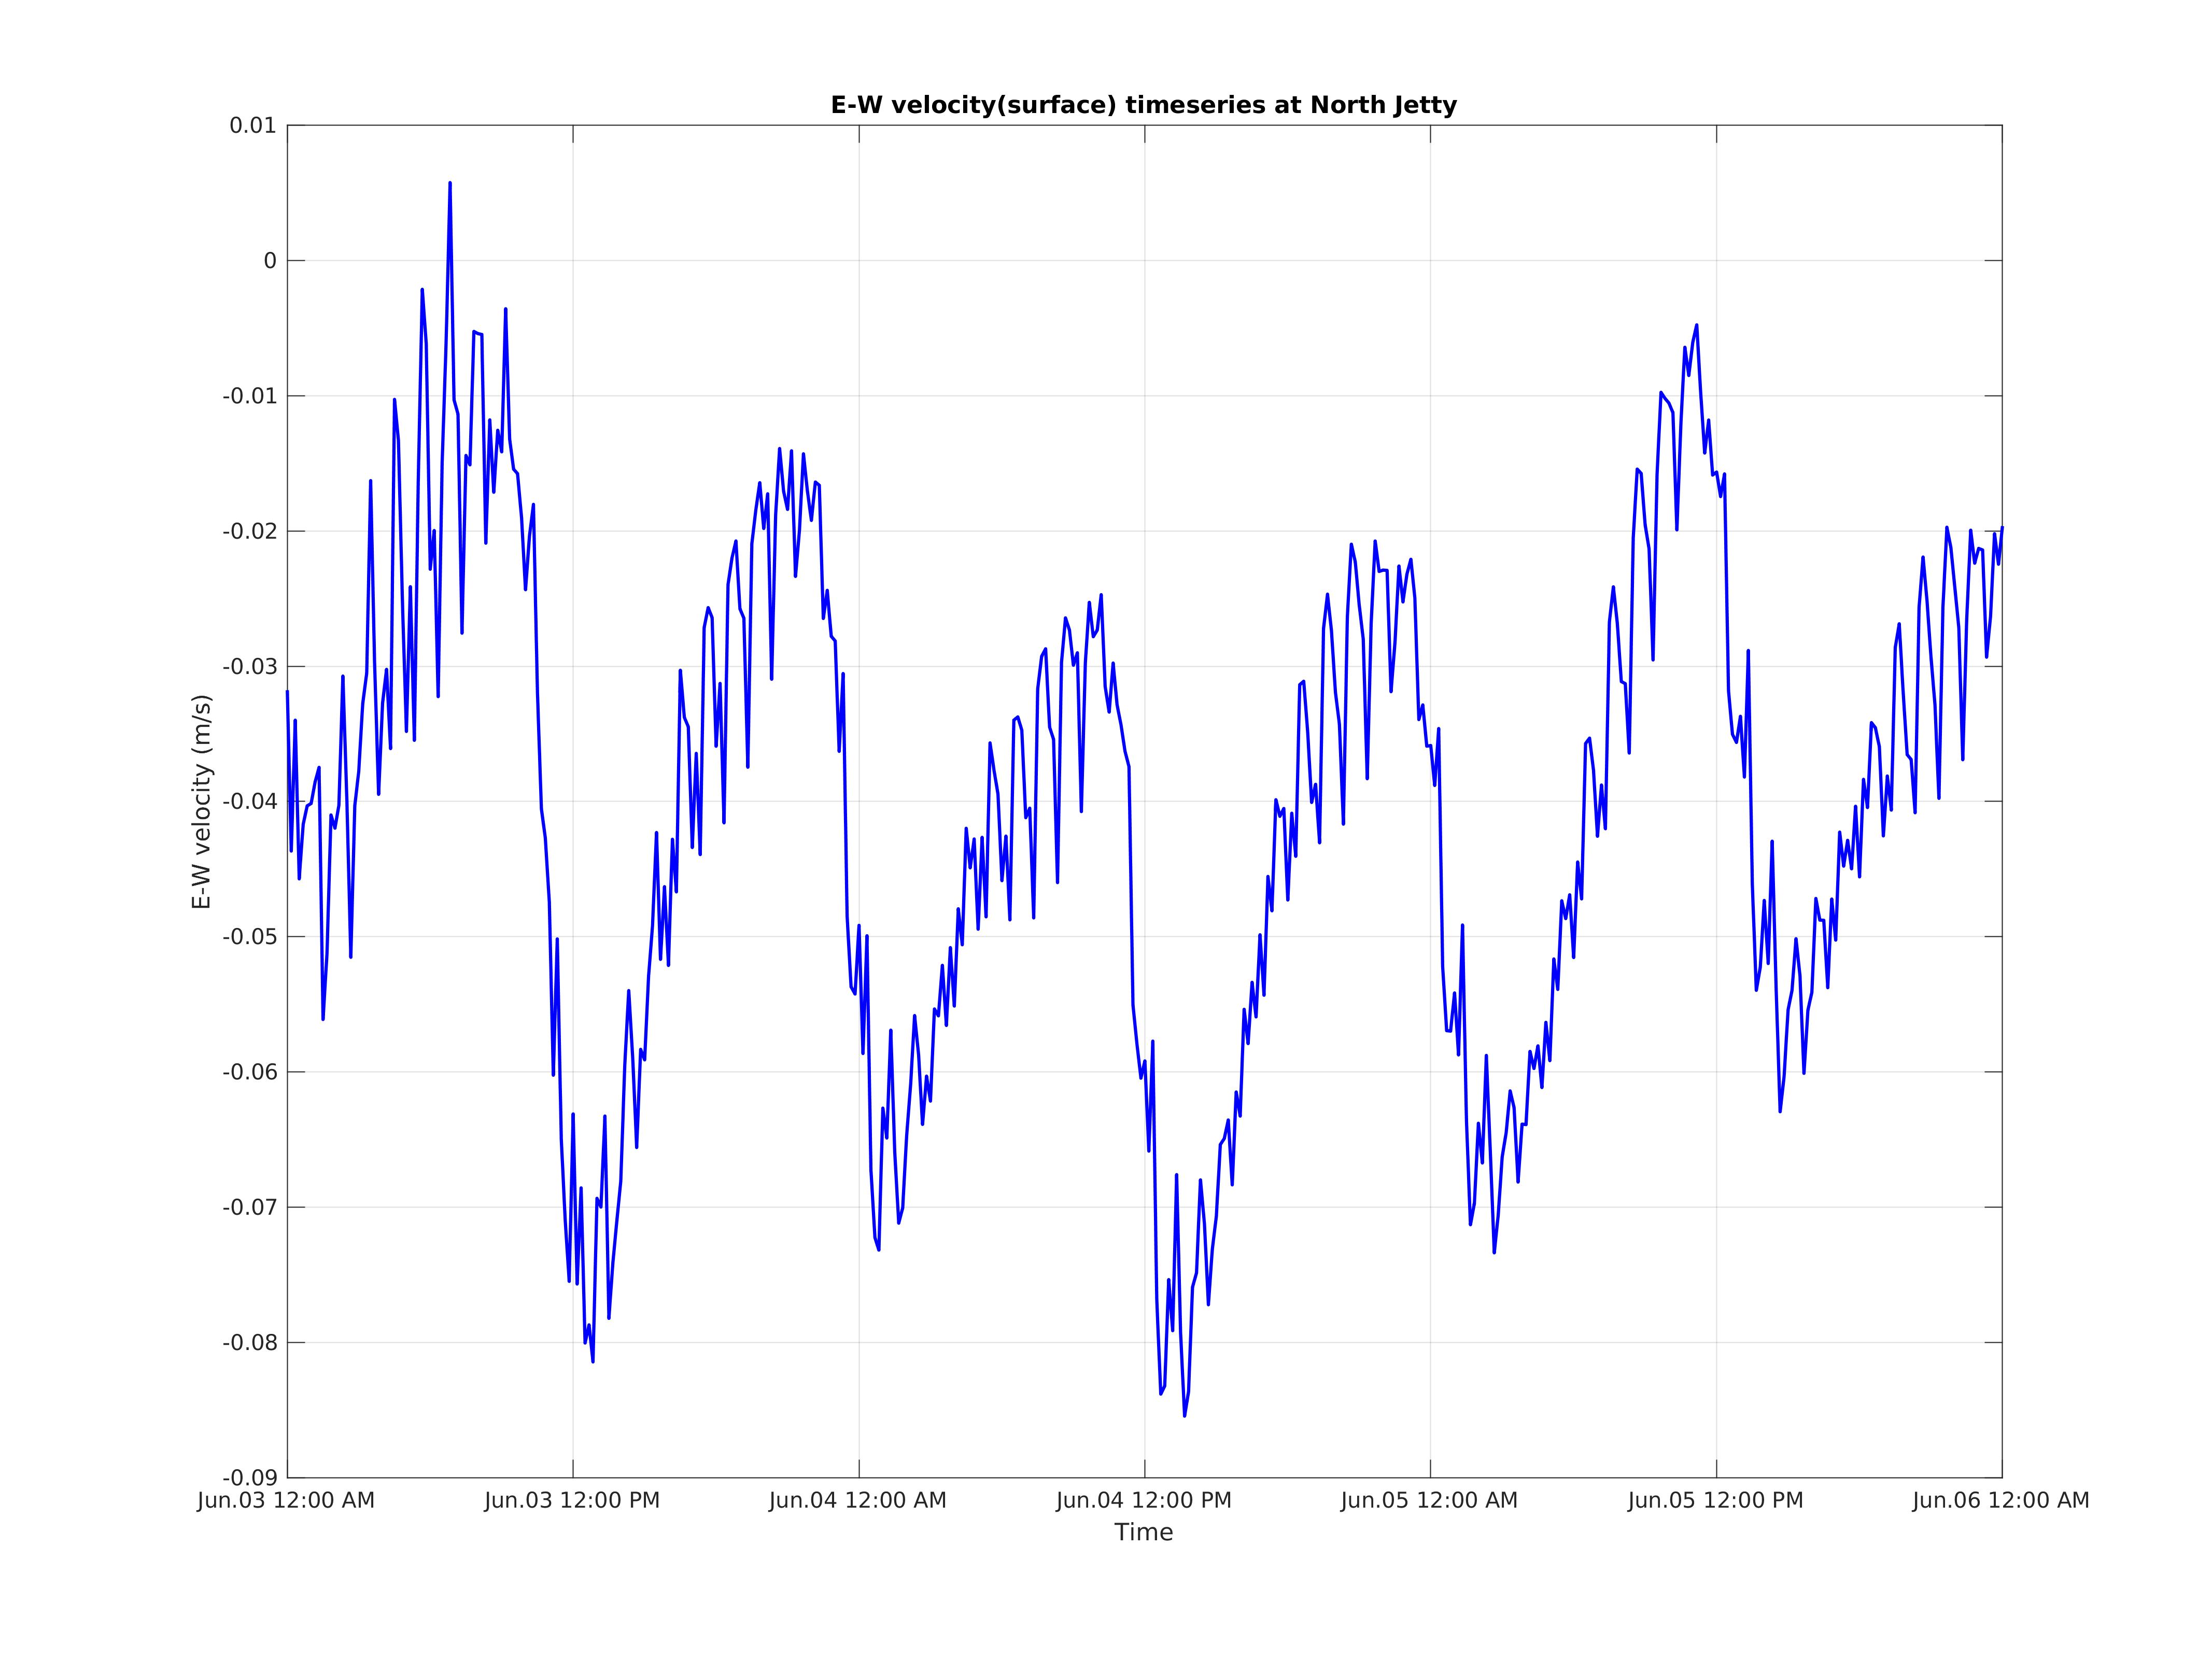 E-W velocity(surface) timeseries at North Jetty
0.01
0
-0.01
-0.02
-0.03
-0.04
-0.05
-0.06
-0.07
-0.08
-0.09
E-W velocity (m/s)
Jun.03 12:00 AM
Jun.03 12:00 PM
Jun.04 12:00 AM
Jun.04 12:00 PM
Jun.05 12:00 AM
Jun.05 12:00 PM
Jun.06 12:00 AM
Time